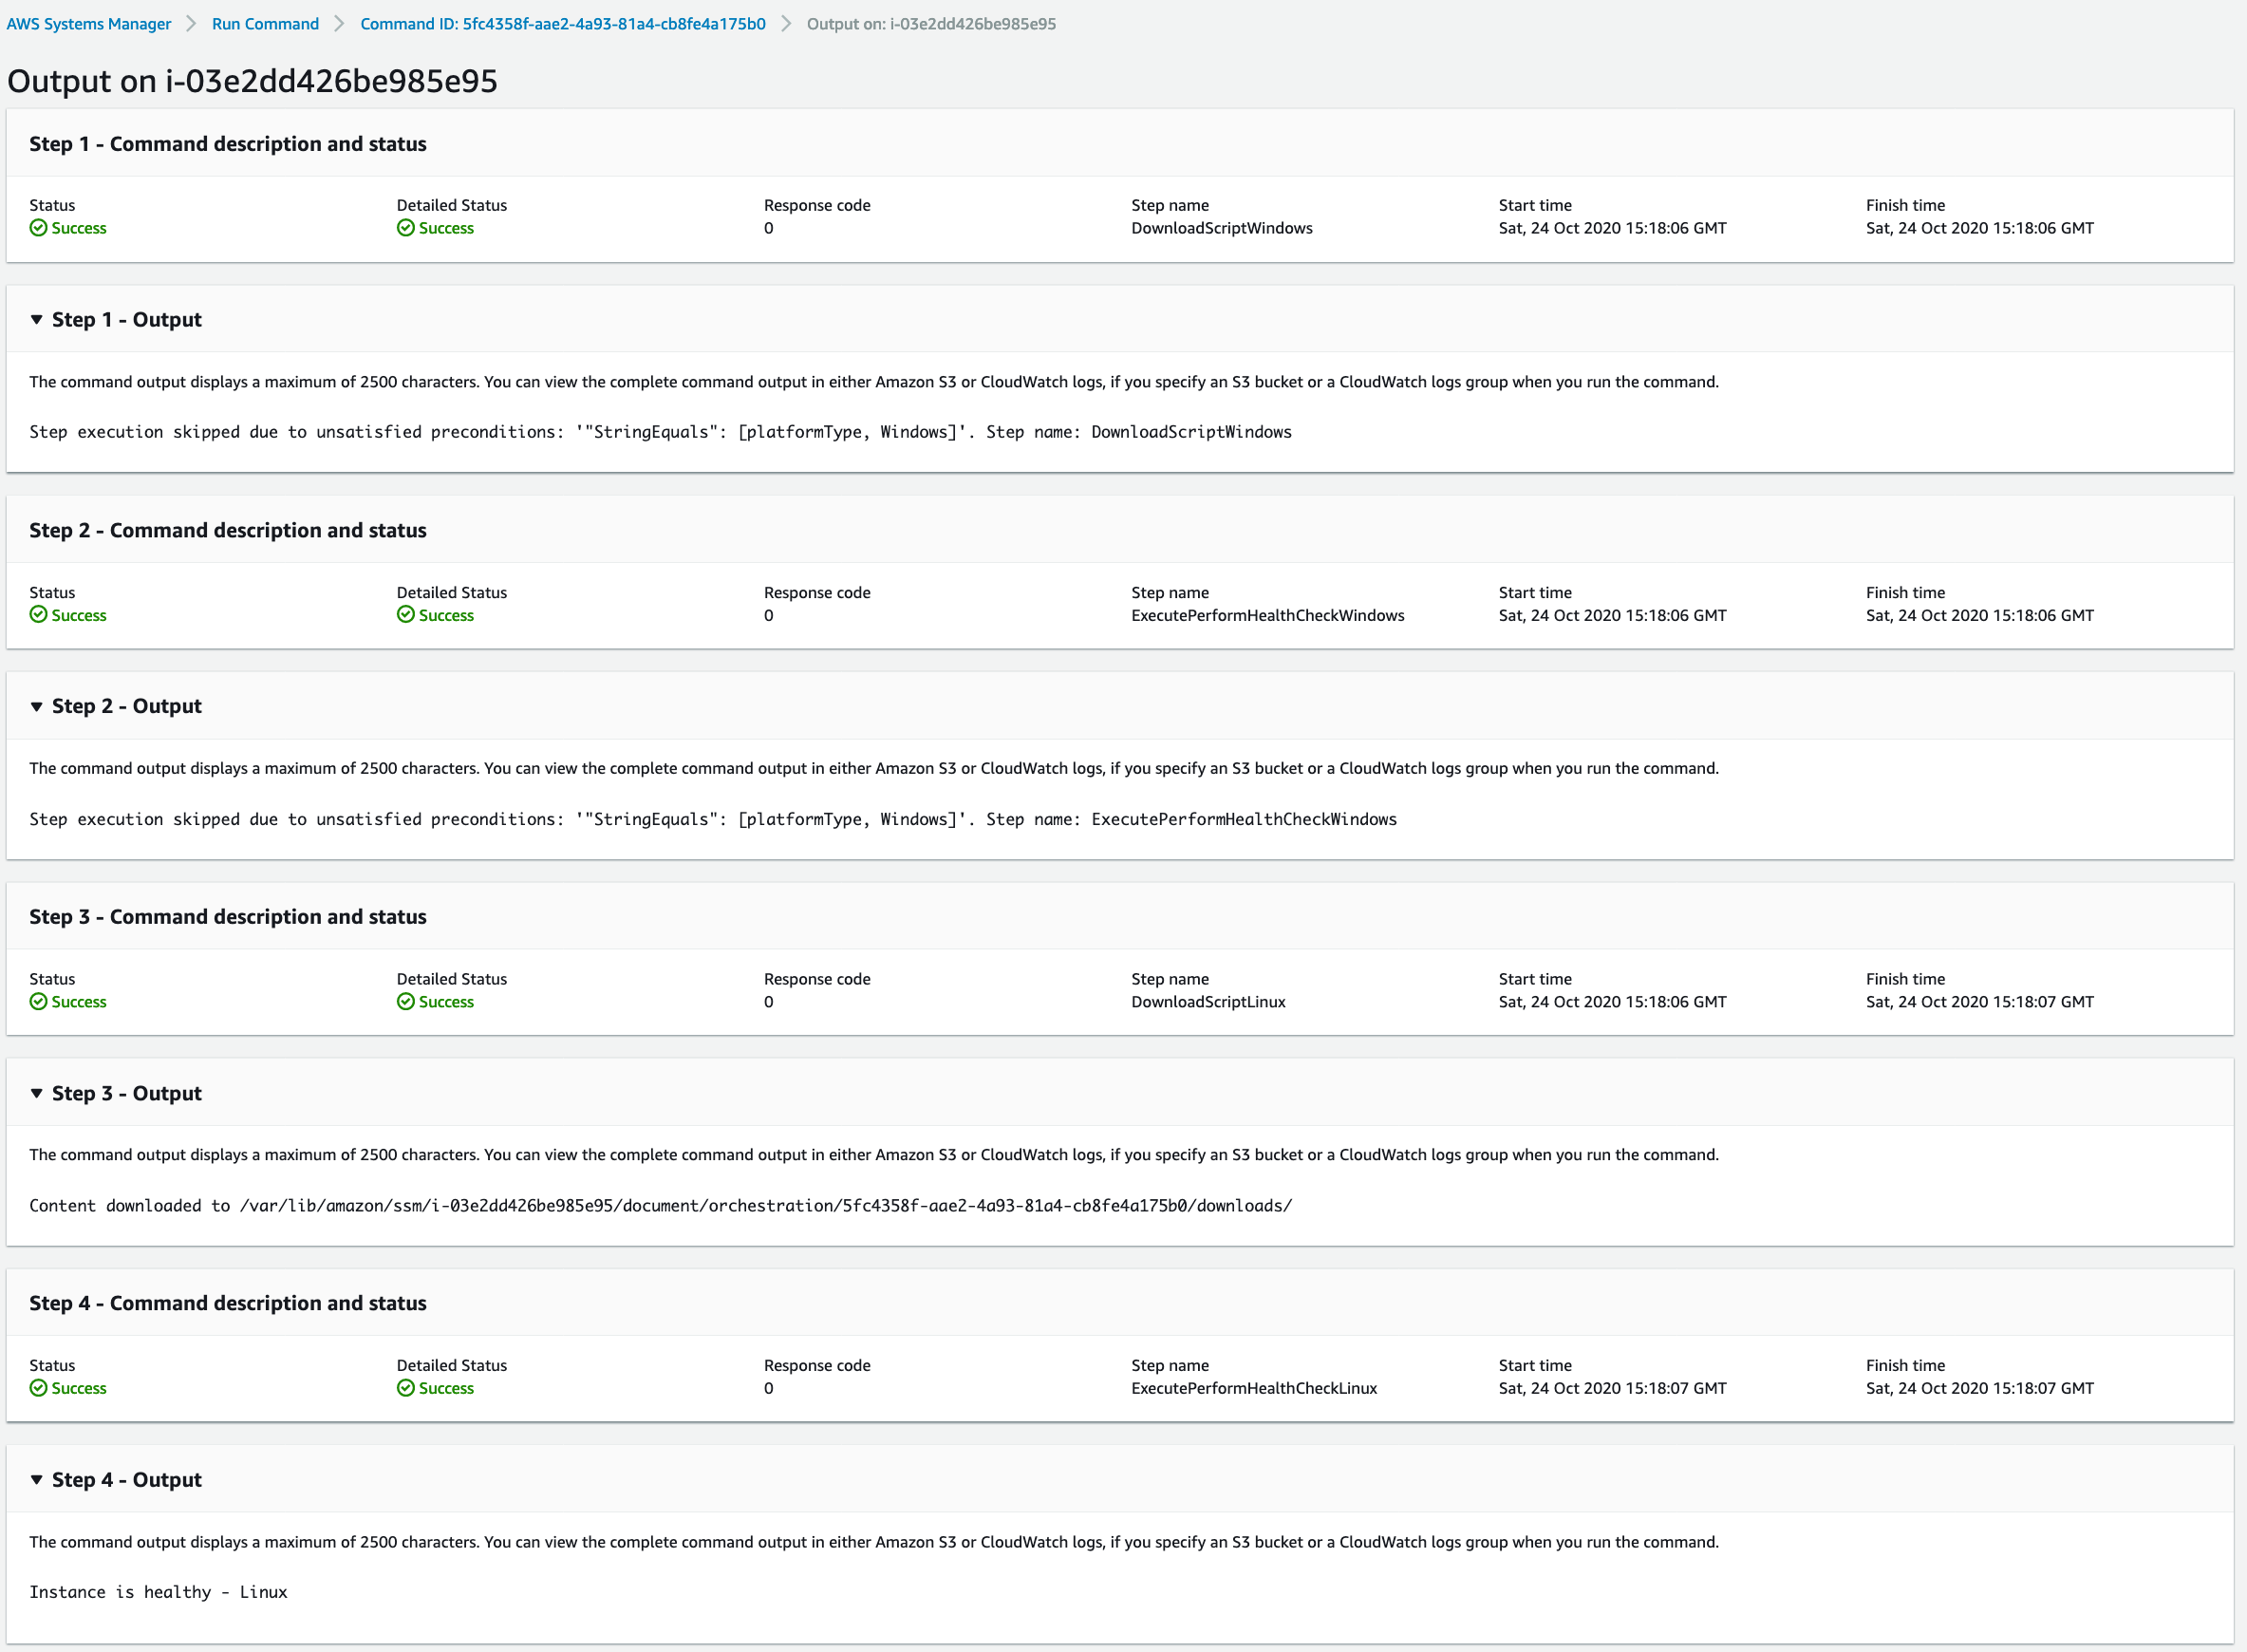 AWS Systems Manager > Run Command > Command ID: 5fc4358f-aae2-4a93-81a4-cb8fe4a175b0 > Output on: i-03e2dd426be985e95
Output on i-03e2dd426be985e95
Step 1 - Command description and status
Status Detailed Status Response code Step name Start time Finish time
Success Success 0 DownloadScriptWindows Sat, 24 Oct 2020 15:18:06 GMT Sat, 24 Oct 2020 15:18:06 GMT
Step 1 - Output
The command output displays a maximum of 2500 characters. You can view the complete command output in either Amazon S3 or CloudWatch logs, if you specify an S3 bucket or a CloudWatch logs group when you run the command.
Step execution skipped due to unsatisfied preconditions: '"StringEquals": [platformType, Windows]'. Step name: DownloadScriptWindows
Step 2 - Command description and status
Status Detailed Status Response code Step name Start time Finish time
Success Success 0 ExecutePerformHealthCheckWindows Sat, 24 Oct 2020 15:18:06 GMT Sat, 24 Oct 2020 15:18:06 GMT
Step 2 - Output
The command output displays a maximum of 2500 characters. You can view the complete command output in either Amazon S3 or CloudWatch logs, if you specify an S3 bucket or a CloudWatch logs group when you run the command.
Step execution skipped due to unsatisfied preconditions: '"StringEquals": [platformType, Windows]'. Step name: ExecutePerformHealthCheckWindows
Step 3 - Command description and status
Status Detailed Status Response code Step name Start time Finish time
Success Success 0 DownloadScriptLinux Sat, 24 Oct 2020 15:18:06 GMT Sat, 24 Oct 2020 15:18:07 GMT
Step 3 - Output
The command output displays a maximum of 2500 characters. You can view the complete command output in either Amazon S3 or CloudWatch logs, if you specify an S3 bucket or a CloudWatch logs group when you run the command.
Content downloaded to /var/lib/amazon/ssm/i-03e2dd426be985e95/document/orchestration/5fc4358f-aae2-4a93-81a4-cb8fe4a175b0/downloads/
Step 4 - Command description and status
Status Detailed Status Response code Step name Start time Finish time
Success Success 0 ExecutePerformHealthCheckLinux Sat, 24 Oct 2020 15:18:07 GMT Sat, 24 Oct 2020 15:18:07 GMT
Step 4 - Output
The command output displays a maximum of 2500 characters. You can view the complete command output in either Amazon S3 or CloudWatch logs, if you specify an S3 bucket or a CloudWatch logs group when you run the command.
Instance is healthy - Linux